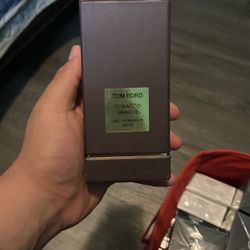 TOM FORD
TOBACCO
VANILLE
EAU DE PARFUM